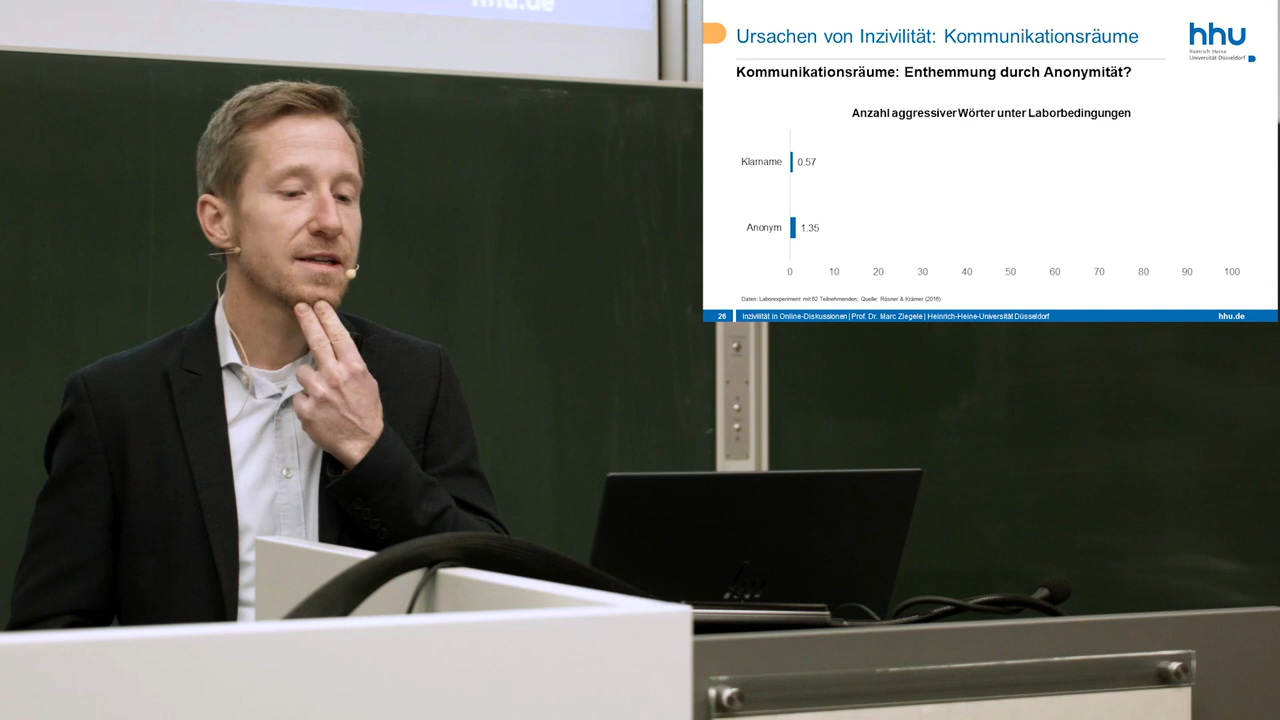 hhu.de
Ursachen von Inzivilität: Kommunikationsräume
hhu
Heinrich Heine
Universität Düsseldorf
Kommunikationsräume: Enthemmung durch Anonymität?
Anzahl aggressiver Wörter unter Laborbedingungen
Klarname 0.57
Anonym 1.35
0 10 20 30 40 50 60 70 80 90 100
Daten: Laborexperiment mit 62 Teilnehmenden; Quelle: Rösner & Krämer (2016)
26 Inzivilität in Online-Diskussionen | Prof. Dr. Marc Ziegele | Heinrich-Heine-Universität Düsseldorf hhu.de
hp